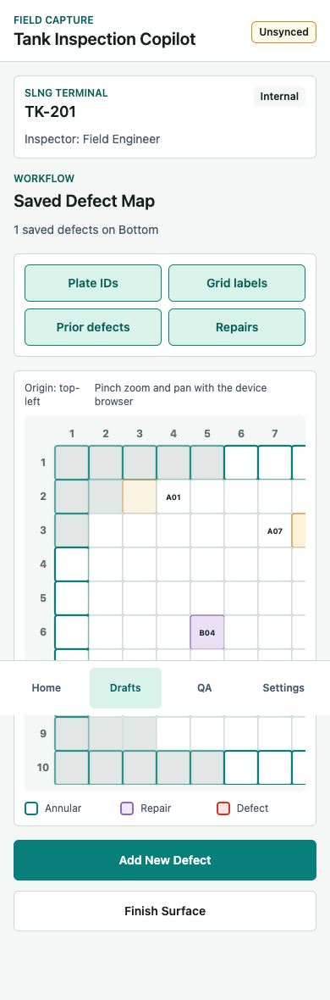 FIELD CAPTURE
Tank Inspection Copilot
Unsynced
SLNG TERMINAL
TK-201
Internal
Inspector: Field Engineer
WORKFLOW
Saved Defect Map
1 saved defects on Bottom
Plate IDs
Grid labels
Prior defects
Repairs
Origin: top-
left
Pinch zoom and pan with the device
browser
1 2 3 4 5 6 7
1
2 A01
3 A07
4
5
6 B04
Home Drafts QA Settings
9
10
Annular Repair Defect
Add New Defect
Finish Surface